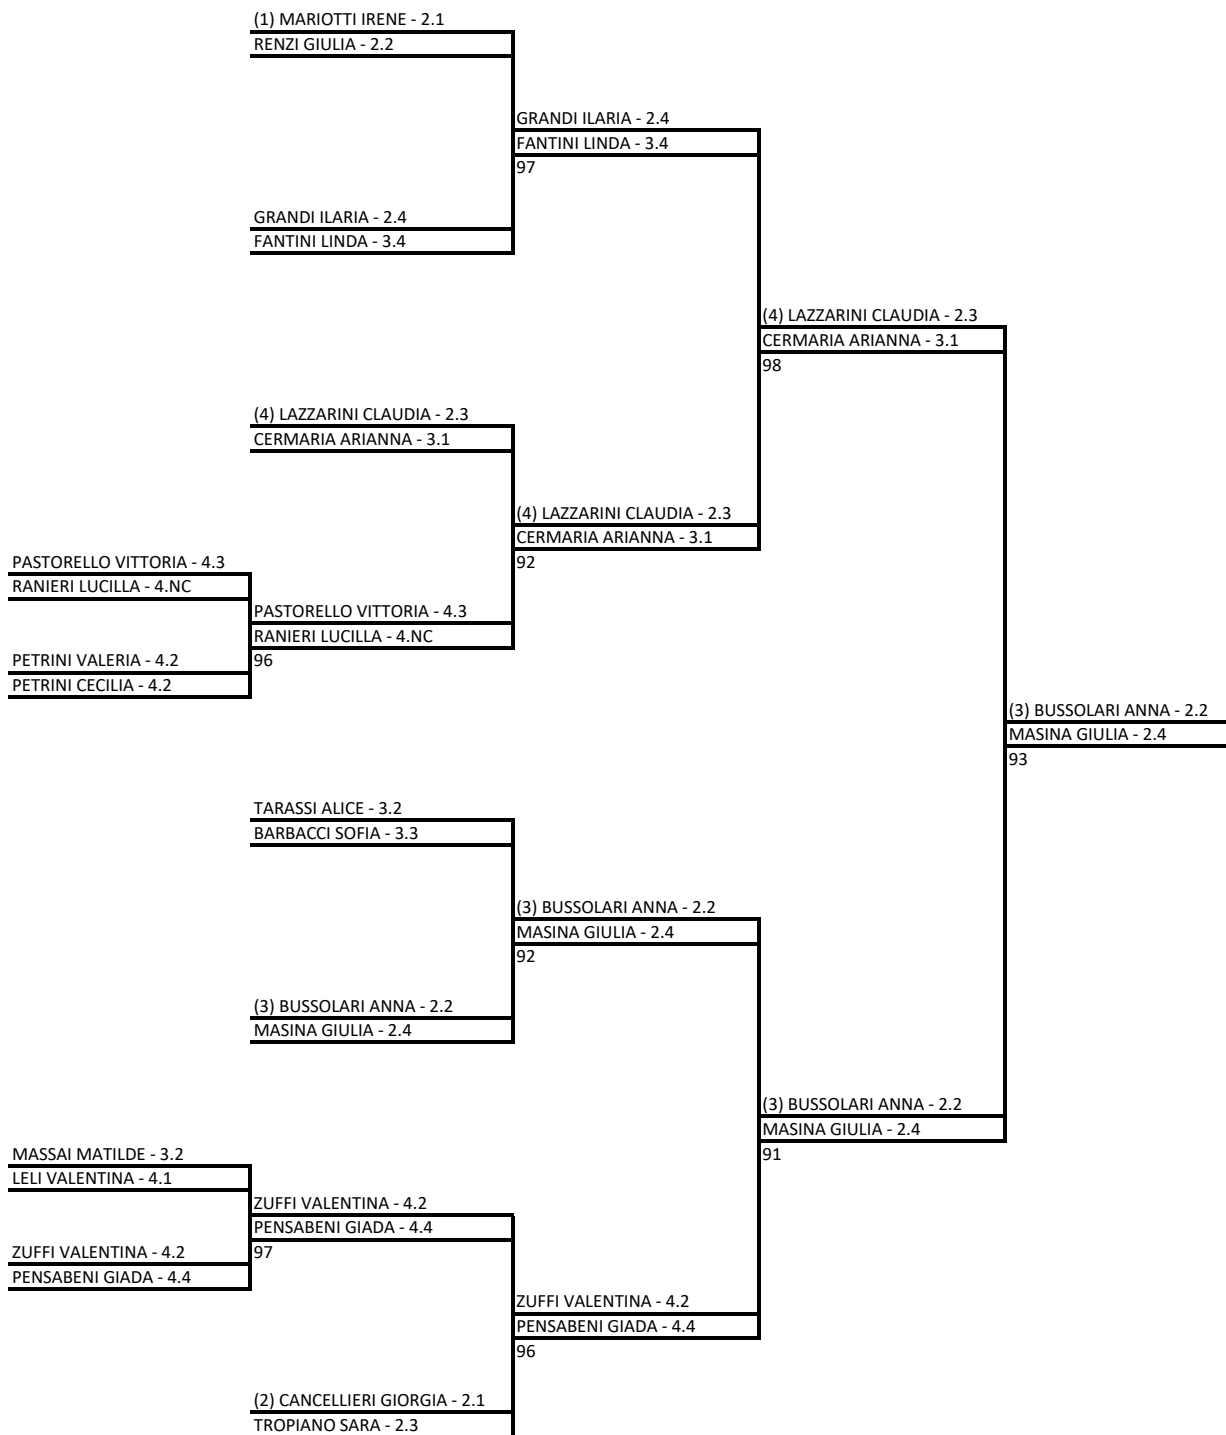 (1) MARIOTTI IRENE - 2.1
RENZI GIULIA - 2.2
GRANDI ILARIA - 2.4
FANTINI LINDA - 3.4
97
GRANDI ILARIA - 2.4
FANTINI LINDA - 3.4
(4) LAZZARINI CLAUDIA - 2.3
CERMARIA ARIANNA - 3.1
98
(4) LAZZARINI CLAUDIA - 2.3
CERMARIA ARIANNA - 3.1
(4) LAZZARINI CLAUDIA - 2.3
CERMARIA ARIANNA - 3.1
92
PASTORELLO VITTORIA - 4.3
RANIERI LUCILLA - 4.NC
PASTORELLO VITTORIA - 4.3
RANIERI LUCILLA - 4.NC
96
PETRINI VALERIA - 4.2
PETRINI CECILIA - 4.2
(3) BUSSOLARI ANNA - 2.2
MASINA GIULIA - 2.4
93
TARASSI ALICE - 3.2
BARBACCI SOFIA - 3.3
(3) BUSSOLARI ANNA - 2.2
MASINA GIULIA - 2.4
92
(3) BUSSOLARI ANNA - 2.2
MASINA GIULIA - 2.4
(3) BUSSOLARI ANNA - 2.2
MASINA GIULIA - 2.4
91
MASSAI MATILDE - 3.2
LELI VALENTINA - 4.1
ZUFFI VALENTINA - 4.2
PENSABENI GIADA - 4.4
97
ZUFFI VALENTINA - 4.2
PENSABENI GIADA - 4.4
ZUFFI VALENTINA - 4.2
PENSABENI GIADA - 4.4
96
(2) CANCELLIERI GIORGIA - 2.1
TROPIANO SARA - 2.3